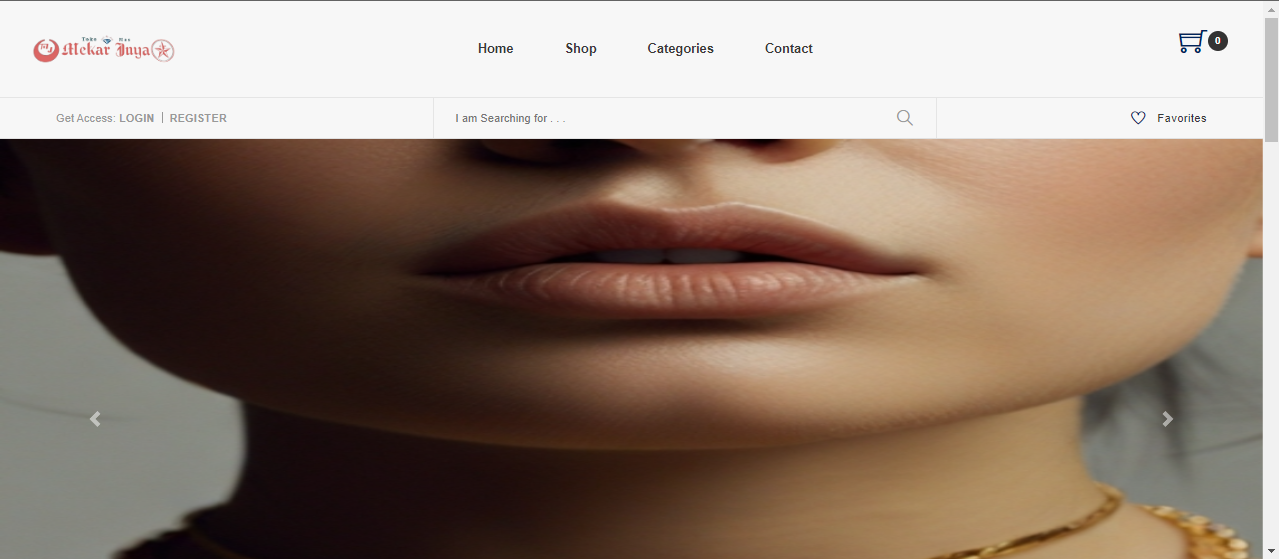 Toko Mas
Mekar Jaya
Home
Shop
Categories
Contact
0
Get Access: LOGIN | REGISTER
I am Searching for . . .
Favorites